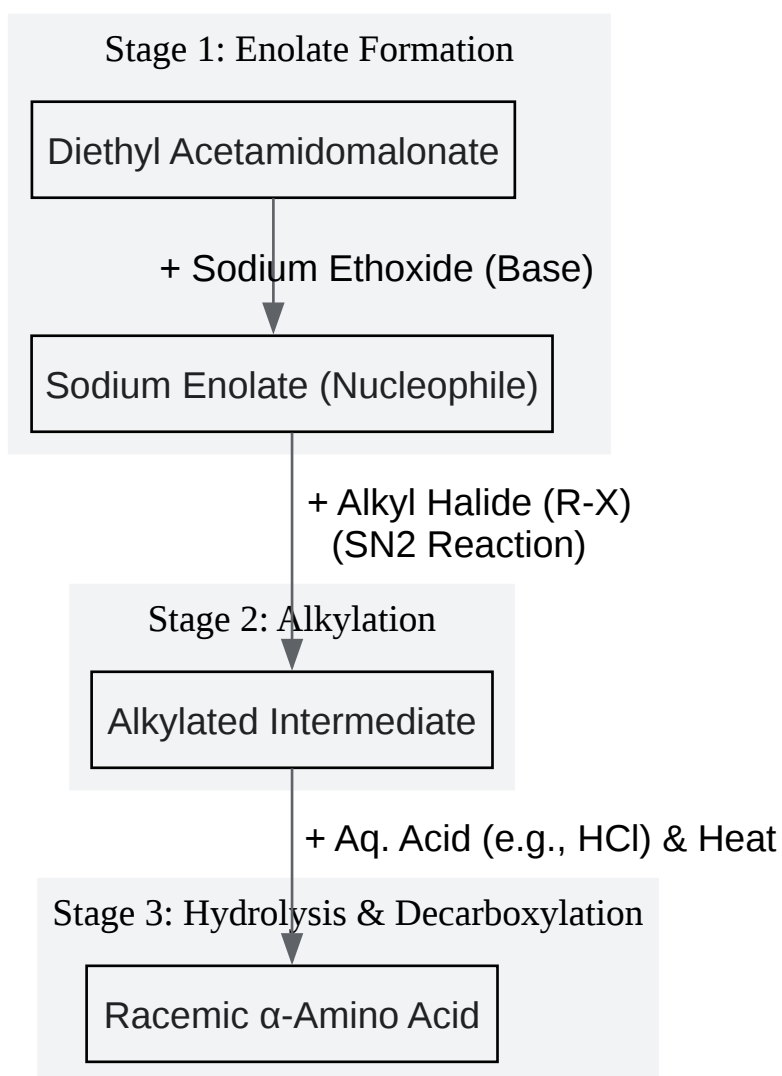 Stage 1: Enolate Formation
Diethyl Acetamidomalonate
+ Sodium Ethoxide (Base)
Sodium Enolate (Nucleophile)
+ Alkyl Halide (R-X)
(SN2 Reaction)
Stage 2: Alkylation
Alkylated Intermediate
+ Aq. Acid (e.g., HCl) & Heat
Stage 3: Hydrolysis & Decarboxylation
Racemic α-Amino Acid